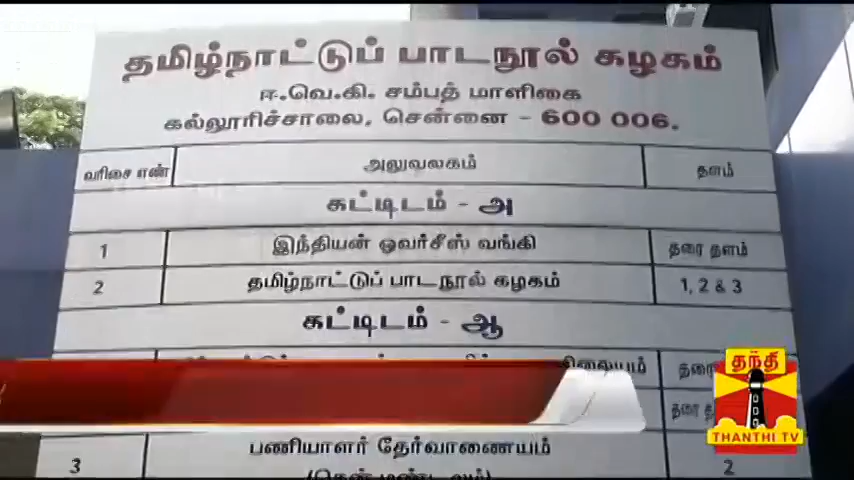 தமிழ்நாட்டுப் பாடநூல் கழகம்
ஈ.வெ.கி. சம்பத் மாளிகை
கல்லூரிச்சாலை, சென்னை - 600 006.
வரிசை எண் அலுவலகம் தளம்
கட்டிடம் - அ
1 இந்தியன் ஓவர்சீஸ் வங்கி தரை தளம்
2 தமிழ்நாட்டுப் பாடநூல் கழகம் 1, 2 & 3
கட்டிடம் - ஆ
தரை
தரை
3 பணியாளர் தேர்வாணையம் 2
தந்தி
THANTHI TV